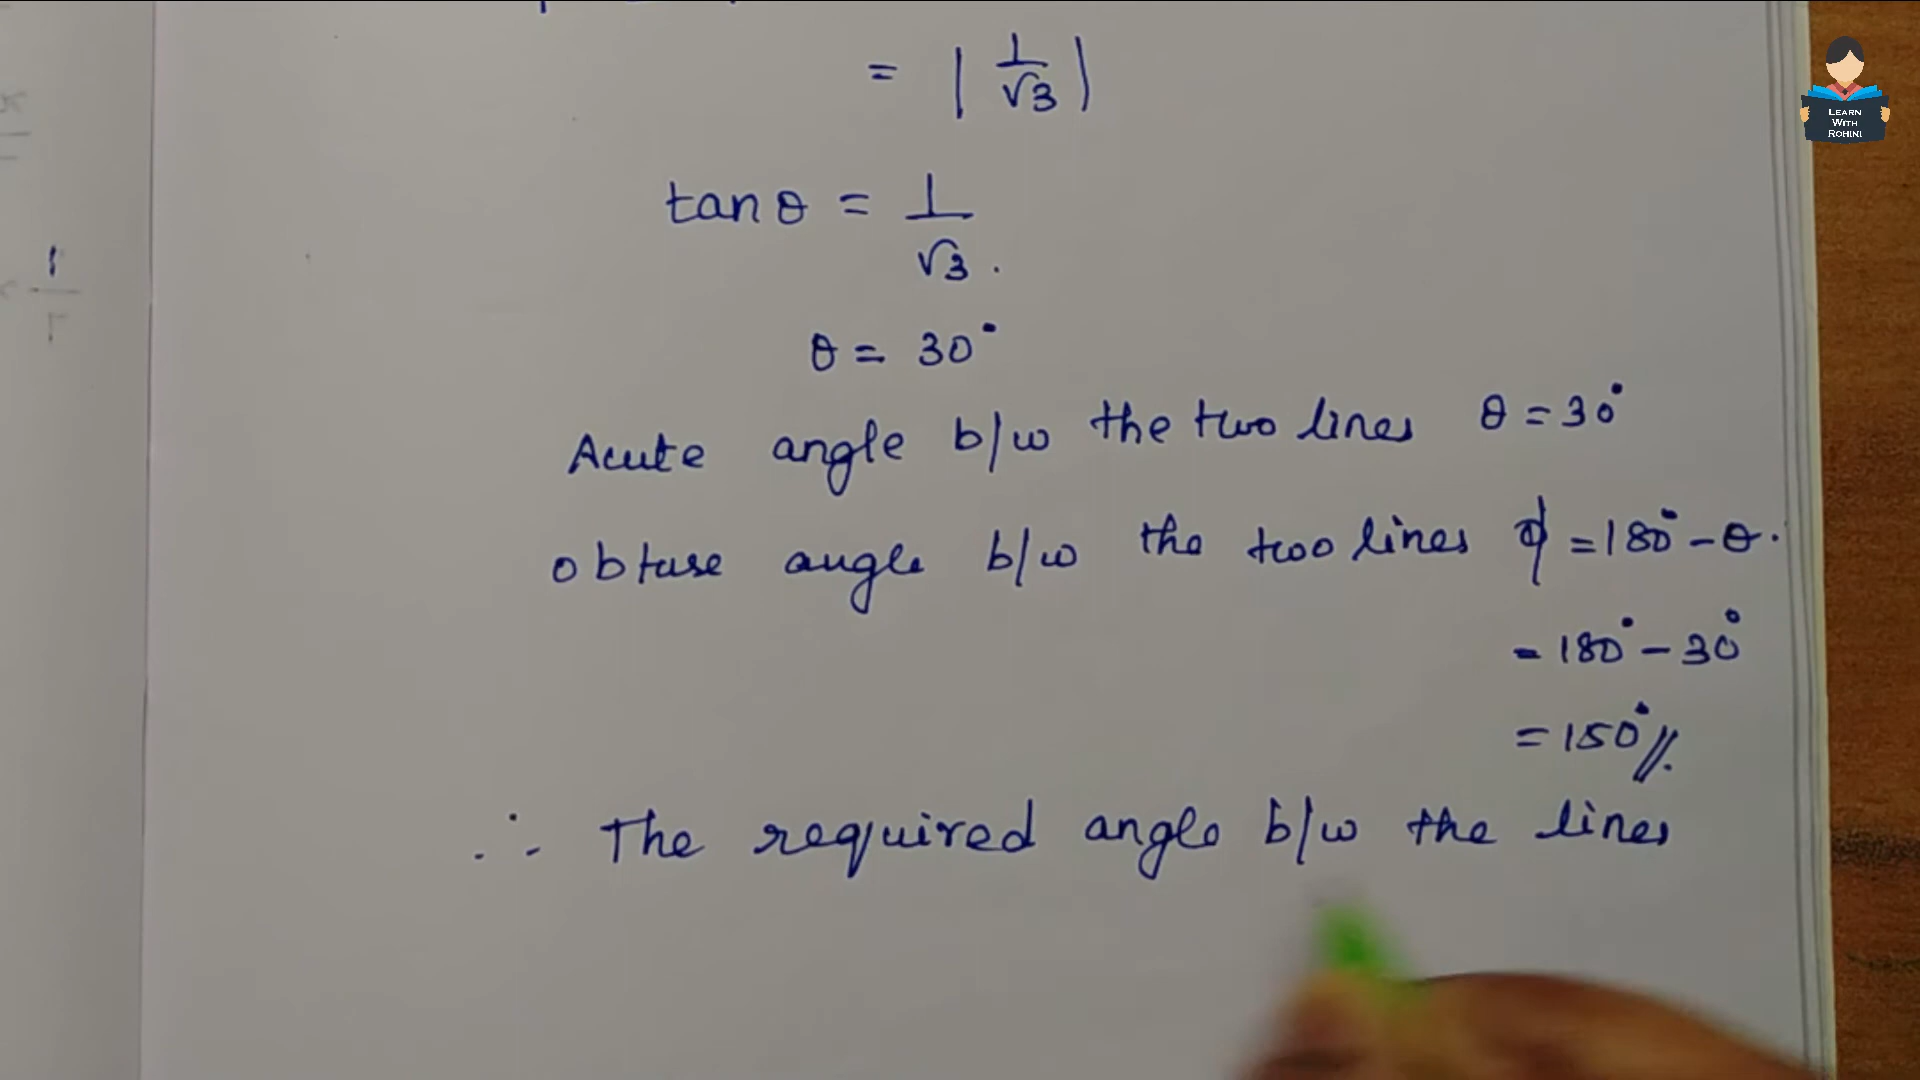 = | 1/√3 |
tan θ = 1/√3 .
θ = 30°
Acute angle b/w the two lines θ = 30°
obtuse angle b/w the two lines ϕ = 180° - θ.
= 180° - 30°
= 150° //.
∴ The required angle b/w the lines
LEARN
WITH
ROHINI